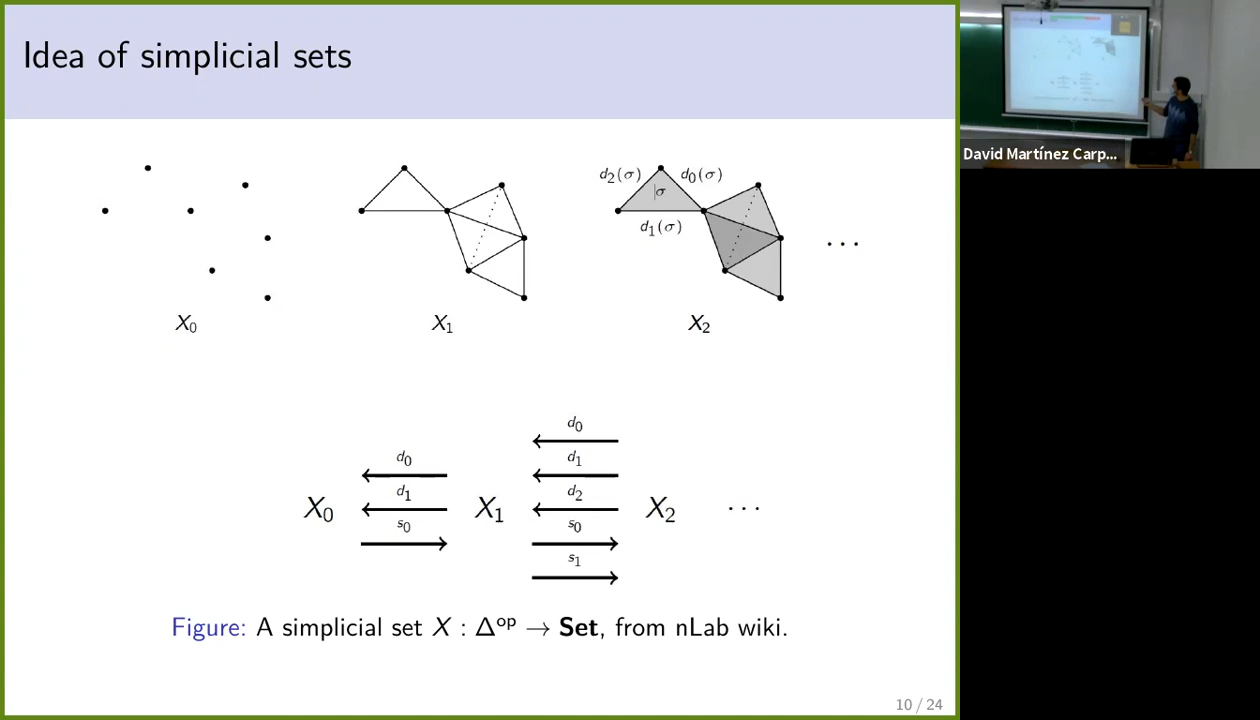 Idea of simplicial sets
d₂(σ) d₀(σ)
σ
d₁(σ)
···
X₀ X₁ X₂
d₀
d₀ d₁
d₁ d₂
X₀ X₁ X₂ ···
s₀ s₀
s₁
Figure: A simplicial set X : Δᵒᵖ → Set, from nLab wiki.
10 / 24
David Martínez Carp...